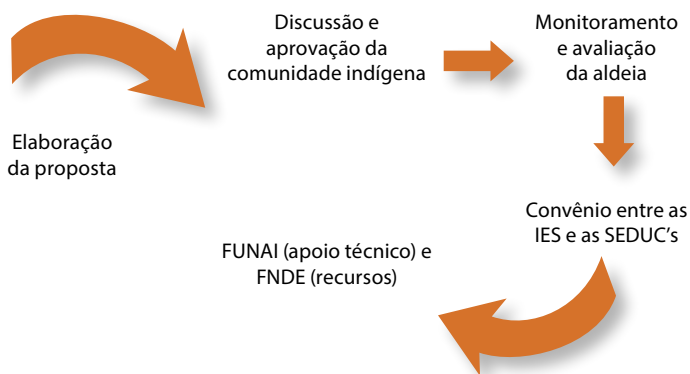 Elaboração
da proposta
Discussão e
aprovação da
comunidade indígena
Monitoramento
e avaliação
da aldeia
Convênio entre as
IES e as SEDUC’s
FUNAI (apoio técnico) e
FNDE (recursos)